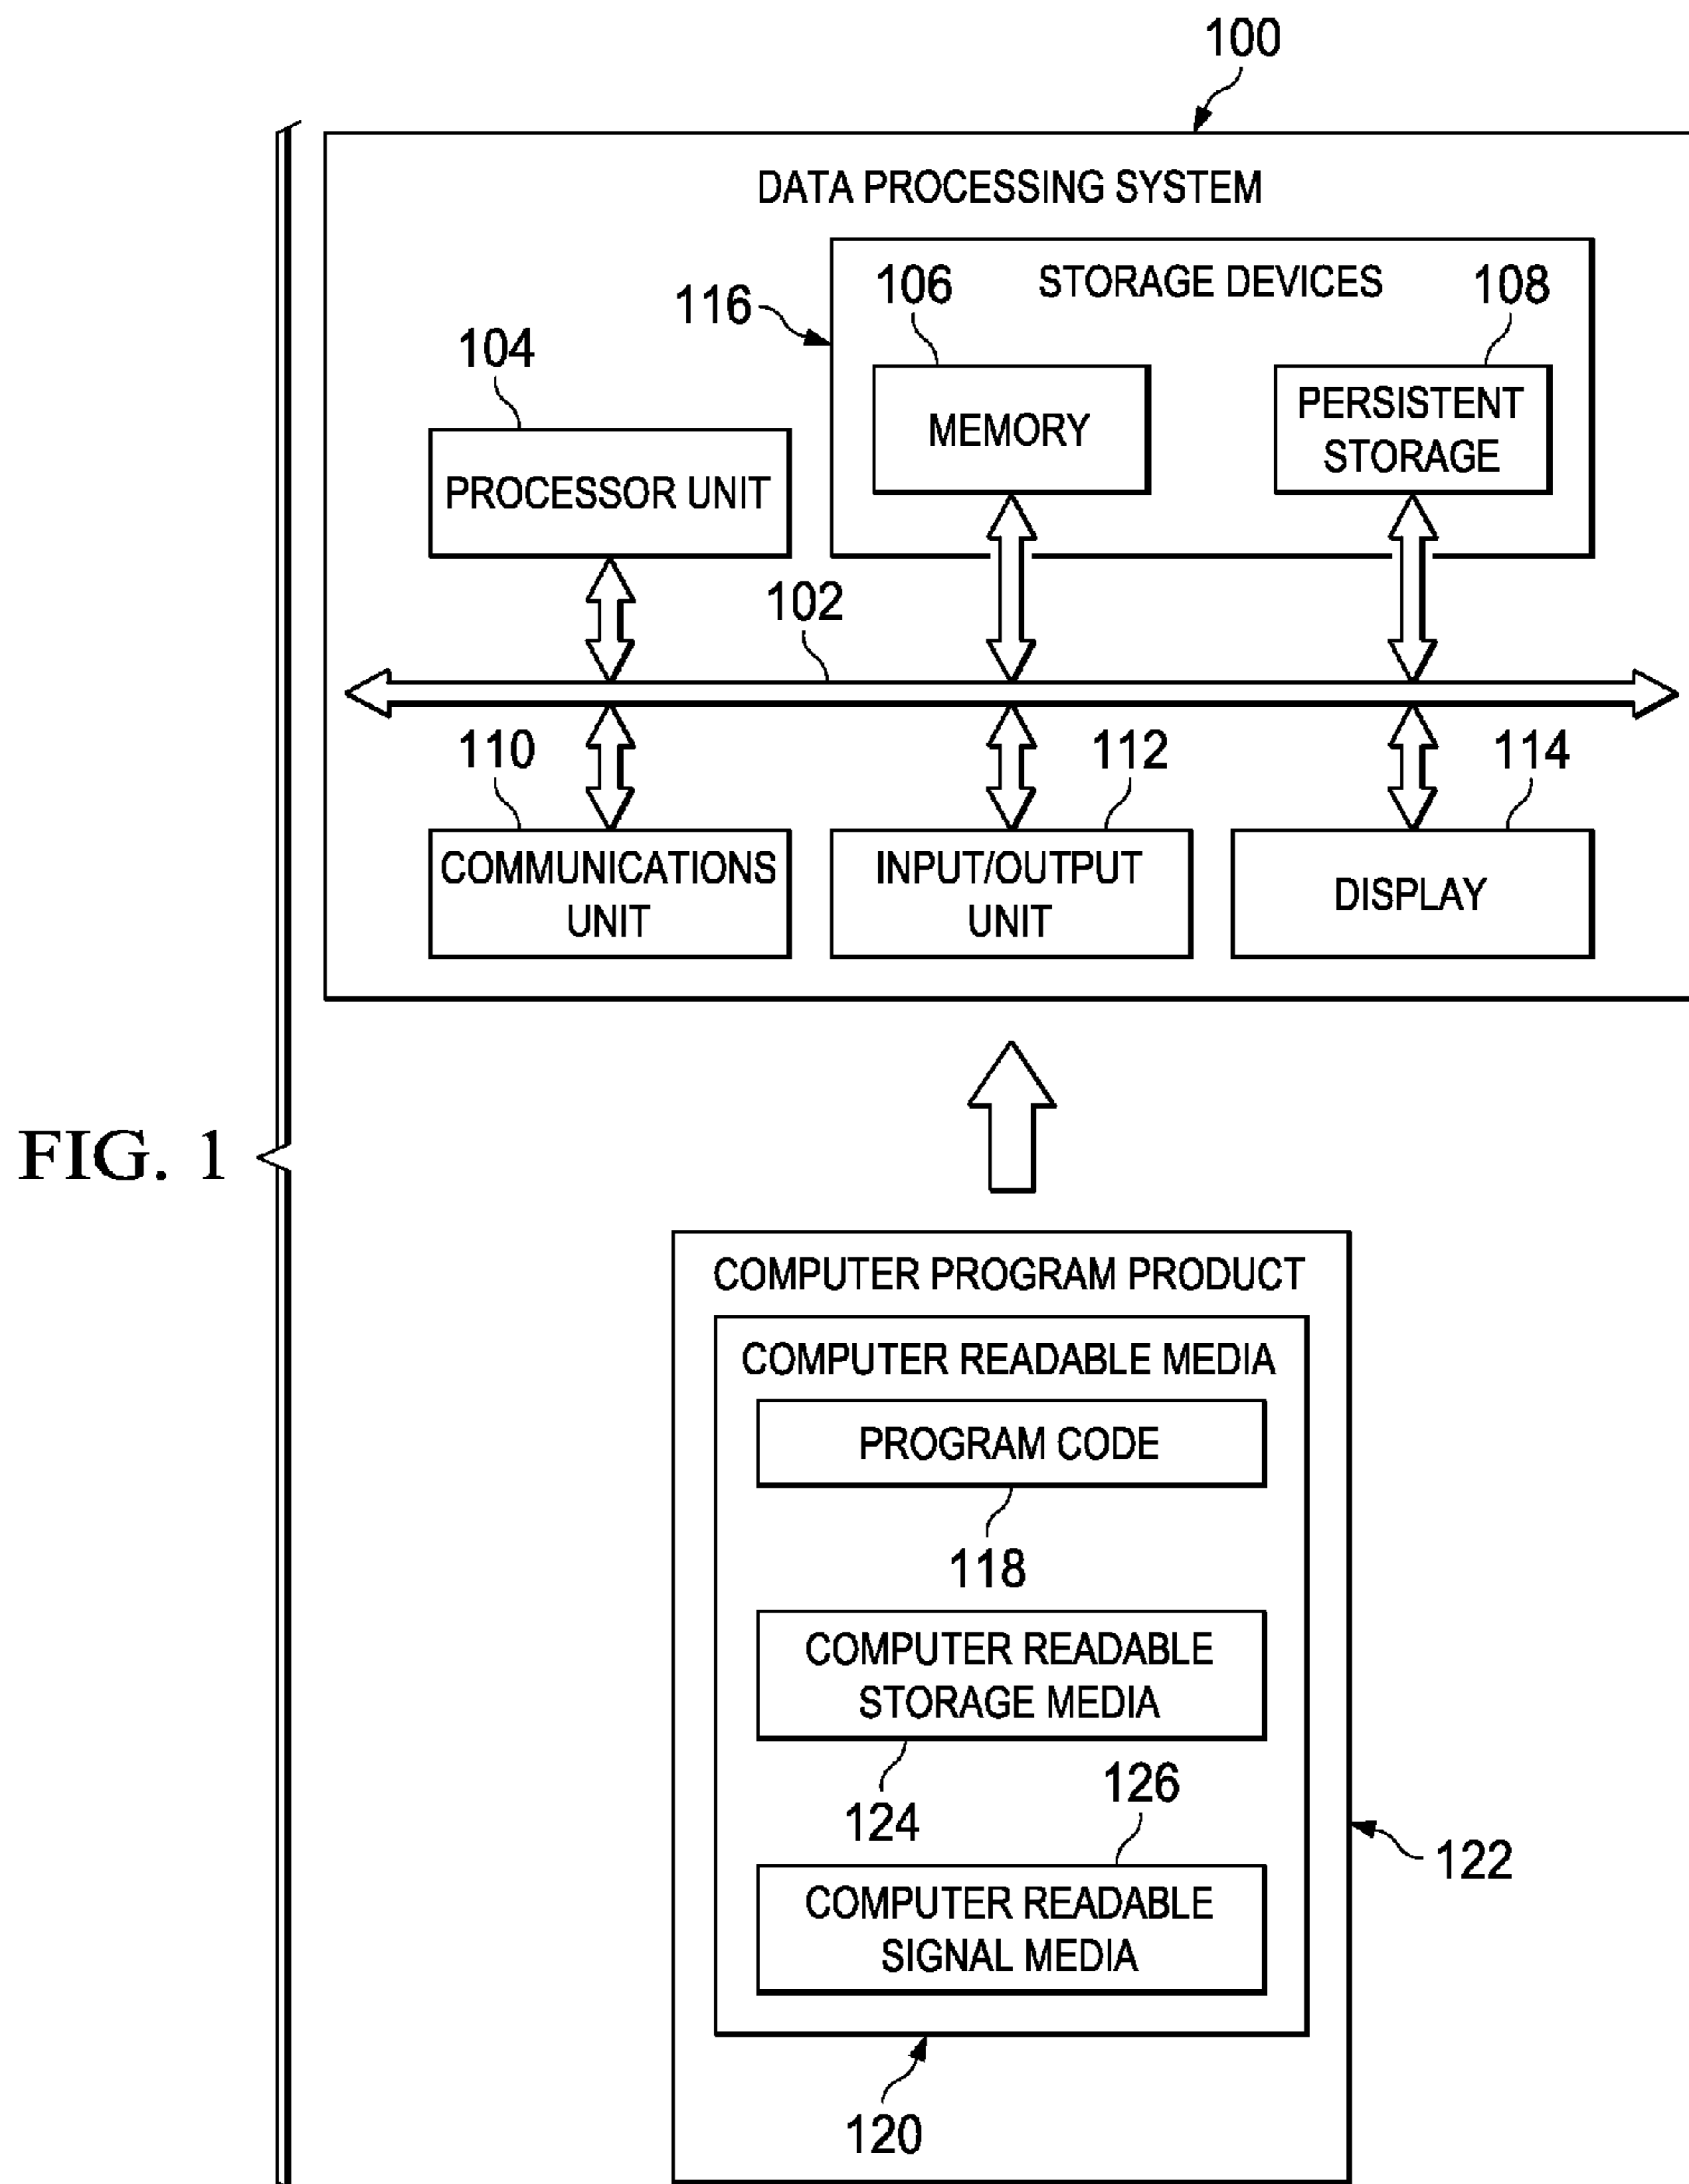 100
DATA PROCESSING SYSTEM
116
106
STORAGE DEVICES
108
104
MEMORY
PERSISTENT
STORAGE
PROCESSOR UNIT
102
110
112
114
COMMUNICATIONS
UNIT
INPUT/OUTPUT
UNIT
DISPLAY
FIG. 1
COMPUTER PROGRAM PRODUCT
COMPUTER READABLE MEDIA
PROGRAM CODE
118
COMPUTER READABLE
STORAGE MEDIA
124
126
122
COMPUTER READABLE
SIGNAL MEDIA
120